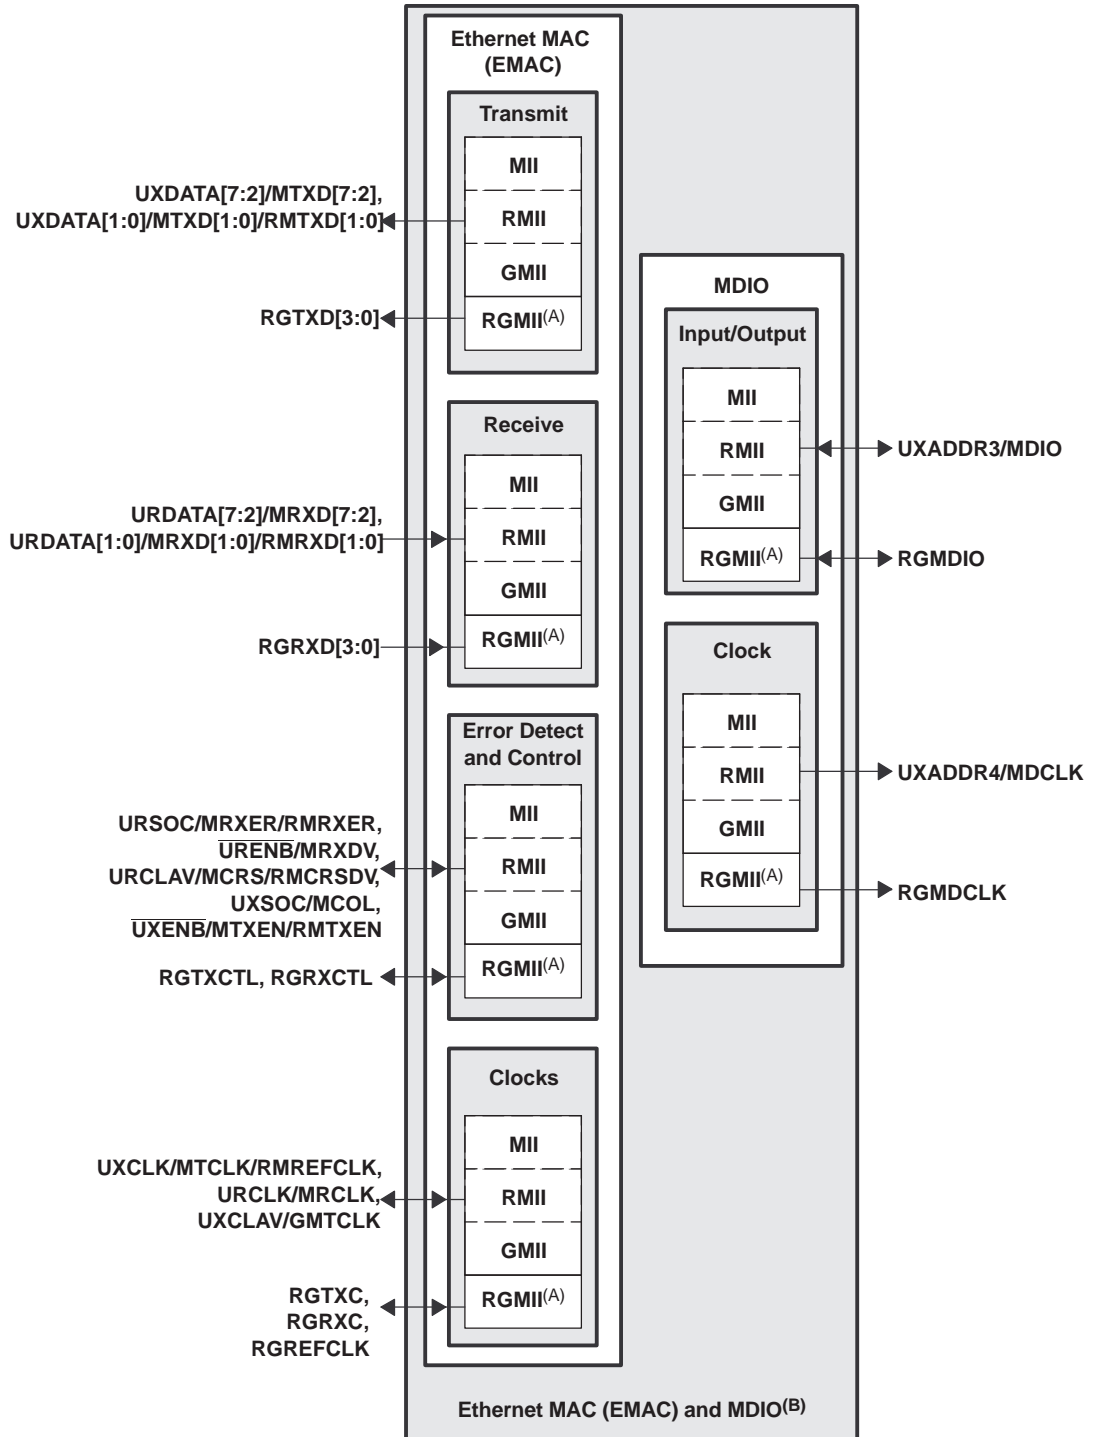 Ethernet MAC
(EMAC)
Transmit
MII
RMII
GMII
RGMII(A)
UXDATA[7:2]/MTXD[7:2],
UXDATA[1:0]/MTXD[1:0]/RMTXD[1:0]
RGTXD[3:0]
Receive
MII
RMII
GMII
RGMII(A)
URDATA[7:2]/MRXD[7:2],
URDATA[1:0]/MRXD[1:0]/RMRXD[1:0]
RGRXD[3:0]
Error Detect
and Control
MII
RMII
GMII
RGMII(A)
URSOC/MRXER/RMRXER,
URENB/MRXDV,
URCLAV/MCRS/RMCRSDV,
UXSOC/MCOL,
UXENB/MTXEN/RMTXEN
RGTXCTL, RGRXCTL
Clocks
MII
RMII
GMII
RGMII(A)
UXCLK/MTCLK/RMREFCLK,
URCLK/MRCLK,
UXCLAV/GMTCLK
RGTXC,
RGRXC,
RGREFCLK
MDIO
Input/Output
MII
RMII
GMII
RGMII(A)
UXADDR3/MDIO
RGMDIO
Clock
MII
RMII
GMII
RGMII(A)
UXADDR4/MDCLK
RGMDCLK
Ethernet MAC (EMAC) and MDIO(B)